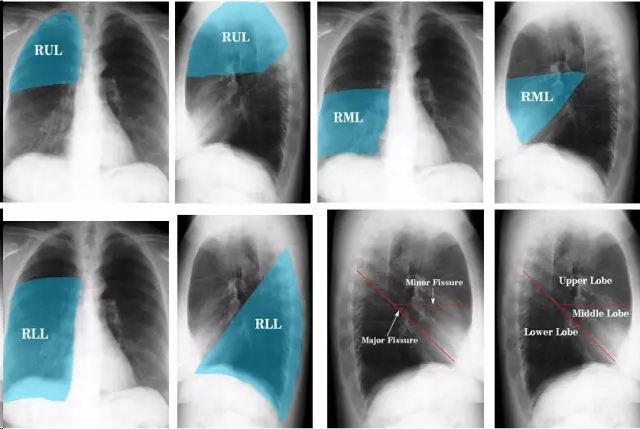 RUL
RUL
RML
RML
RLL
RLL
Minor Fissure
Major Fissure
Upper Lobe
Middle Lobe
Lower Lobe